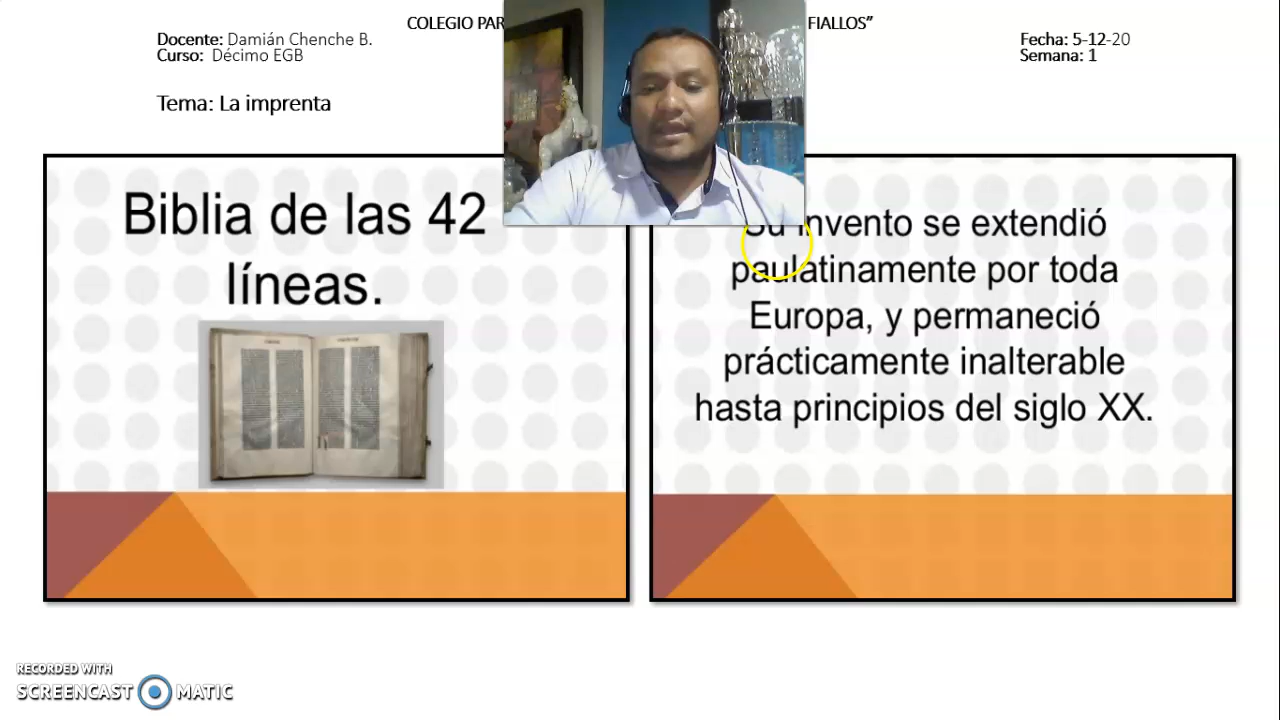 COLEGIO PAR
FIALLOS”
Docente: Damián Chenche B.
Curso: Décimo EGB
Fecha: 5-12-20
Semana: 1
Tema: La imprenta
Biblia de las 42
líneas.
Su invento se extendió
paulatinamente por toda
Europa, y permaneció
prácticamente inalterable
hasta principios del siglo XX.
RECORDED WITH
SCREENCAST MATIC